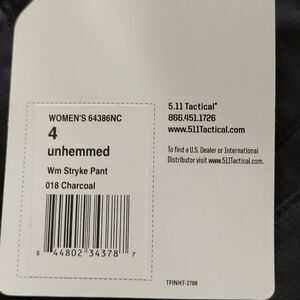 WOMEN'S 64386NC
4
unhemmed
Wm Stryke Pant
018 Charcoal
8 44802 34378 7
5.11 Tactical®
866.451.1726
www.511Tactical.com
To find a U.S. Dealer or International
Distributor visit www.511Tactical.com.
TFINHT-2788